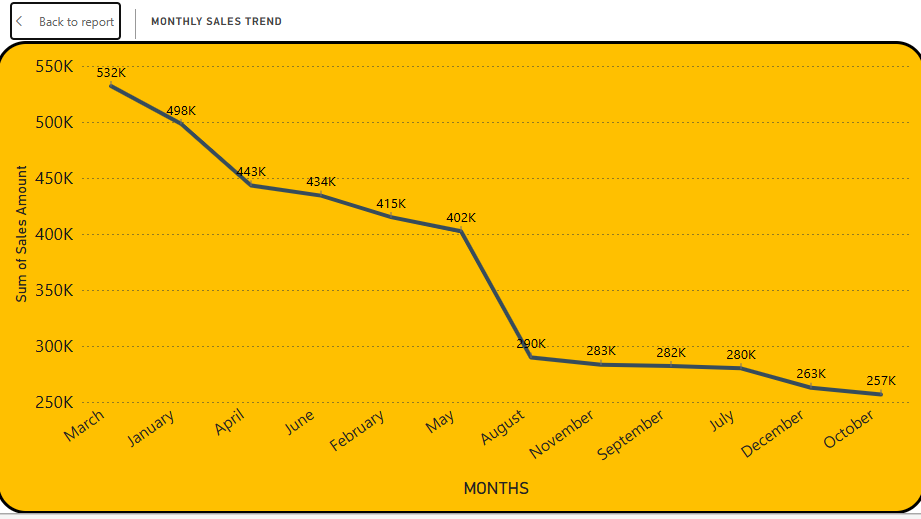 Back to report
MONTHLY SALES TREND
550K
532K
500K
498K
450K
443K
434K
415K
402K
400K
350K
300K
290K
283K
282K
280K
263K
257K
250K
Sum of Sales Amount
March
January
April
June
February
May
August
November
September
July
December
October
MONTHS